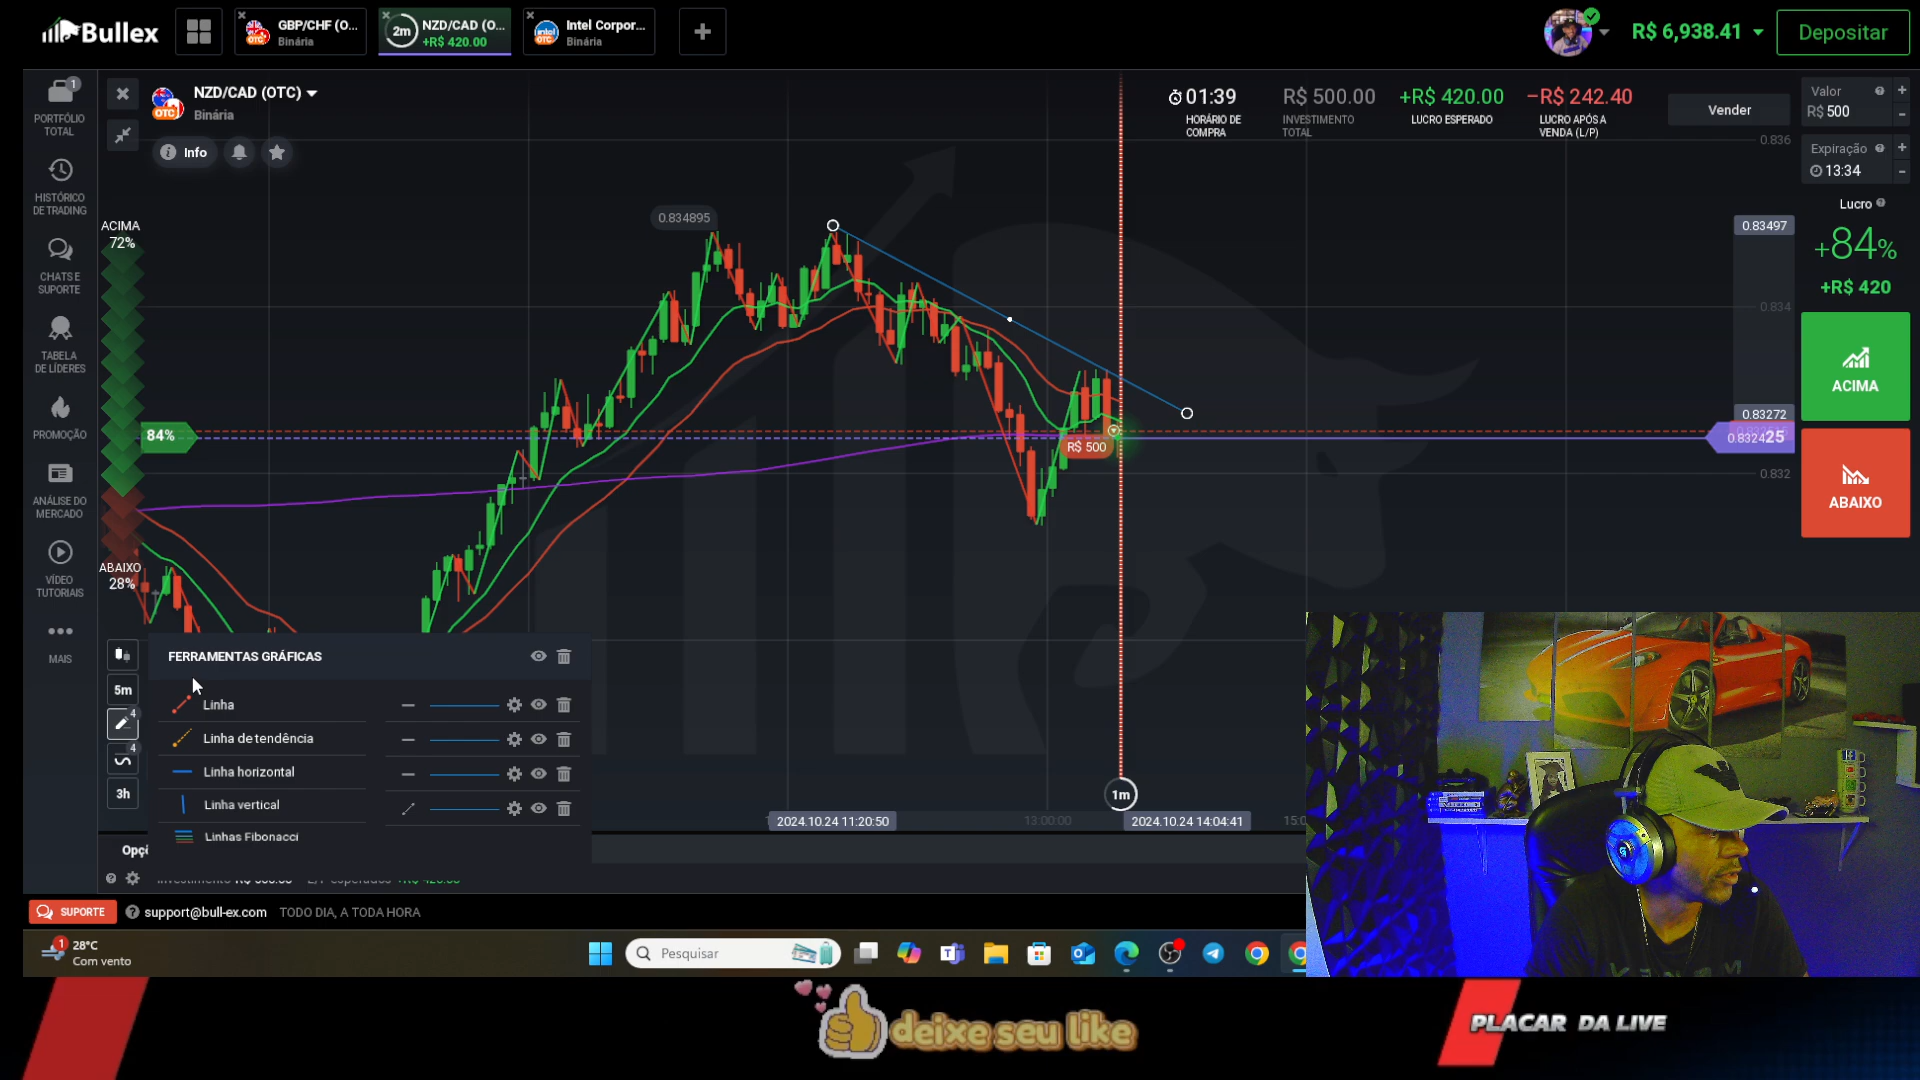 Bullex
GBP/CHF (O...
Binária
2m
NZD/CAD (O...
+R$ 420.00
Intel Corpor...
Binária
R$ 6,938.41
Depositar
1
PORTFÓLIO
TOTAL
HISTÓRICO
DE TRADING
CHATS E
SUPORTE
TABELA
DE LÍDERES
PROMOÇÃO
ANÁLISE DO
MERCADO
VÍDEO
TUTORIAIS
MAIS
NZD/CAD (OTC)
OTC
Binária
Info
01:39
HORÁRIO DE
COMPRA
R$ 500.00
INVESTIMENTO
TOTAL
+R$ 420.00
LUCRO ESPERADO
−R$ 242.40
LUCRO APÓS A
VENDA (L/P)
Vender
Valor
R$ 500
Expiração
13:34
Lucro
+84%
+R$ 420
ACIMA
ABAIXO
ACIMA
72%
84%
ABAIXO
28%
0.834895
0.836
0.83497
0.834
0.83272
0.832425
0.832
R$ 500
1m
2024.10.24 11:20:50
13:00:00
2024.10.24 14:04:41
5m
4
4
3h
FERRAMENTAS GRÁFICAS
Linha
Linha de tendência
Linha horizontal
Linha vertical
Linhas Fibonacci
SUPORTE
support@bull-ex.com
TODO DIA, A TODA HORA
1
28°C
Com vento
Pesquisar
deixe seu like
PLACAR DA LIVE